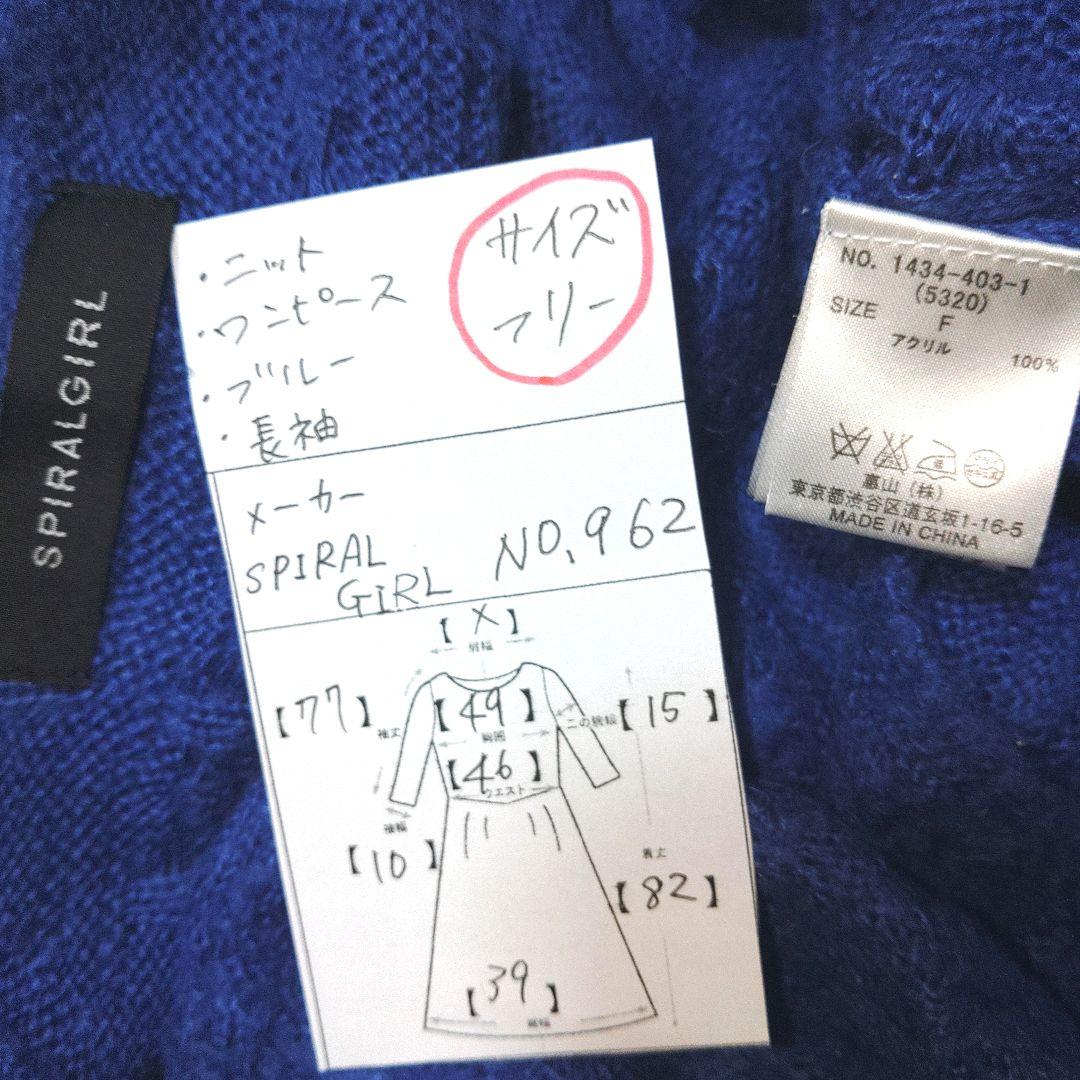 SPIRALGIRL
・ニット
・ワンピース
・ブルー
・長袖
サイズ
フリー
メーカー
SPIRAL
GIRL
NO,962
【 X 】
肩幅
【77】
袖丈
【49】
胸囲
二の腕幅
【15】
【46】
ウエスト
袖幅
【10】
着丈
【82】
【39】
裾幅
NO. 1434-403-1
(5320)
SIZE F
アクリル 100%
東京都渋谷区道玄坂1-16-5
MADE IN CHINA